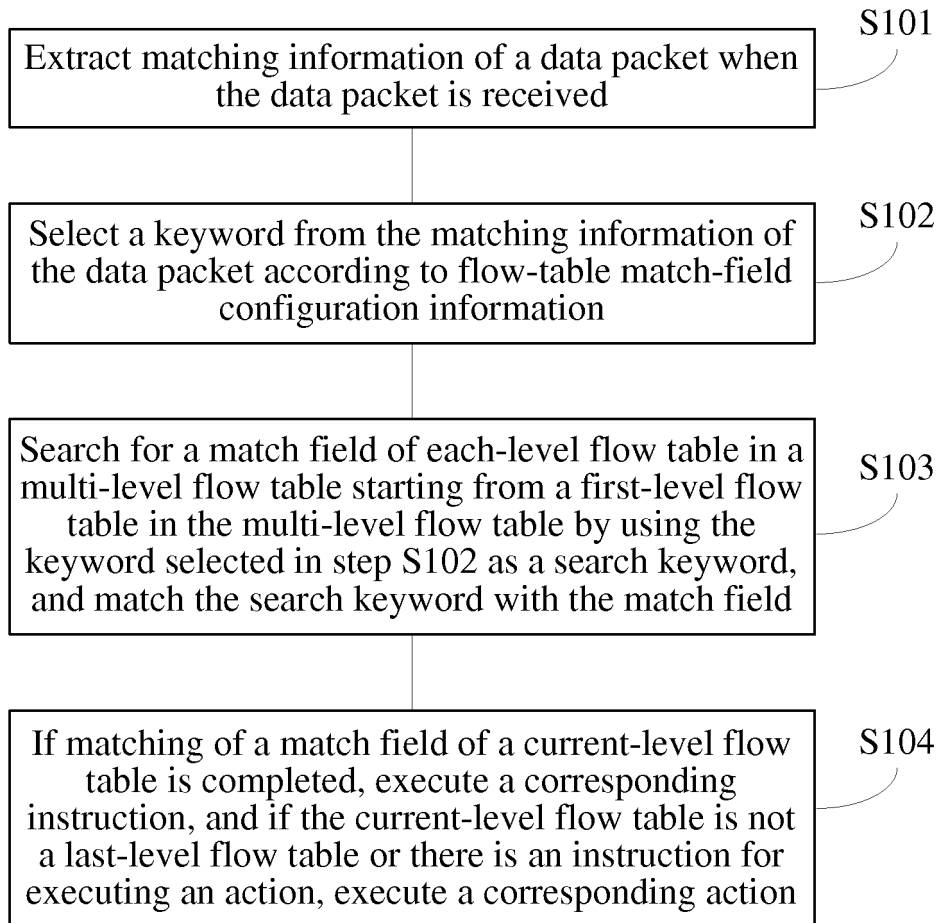 S101
Extract matching information of a data packet when
the data packet is received
S102
Select a keyword from the matching information of
the data packet according to flow-table match-field
configuration information
S103
Search for a match field of each-level flow table in a
multi-level flow table starting from a first-level flow
table in the multi-level flow table by using the
keyword selected in step S102 as a search keyword,
and match the search keyword with the match field
S104
If matching of a match field of a current-level flow
table is completed, execute a corresponding
instruction, and if the current-level flow table is not
a last-level flow table or there is an instruction for
executing an action, execute a corresponding action